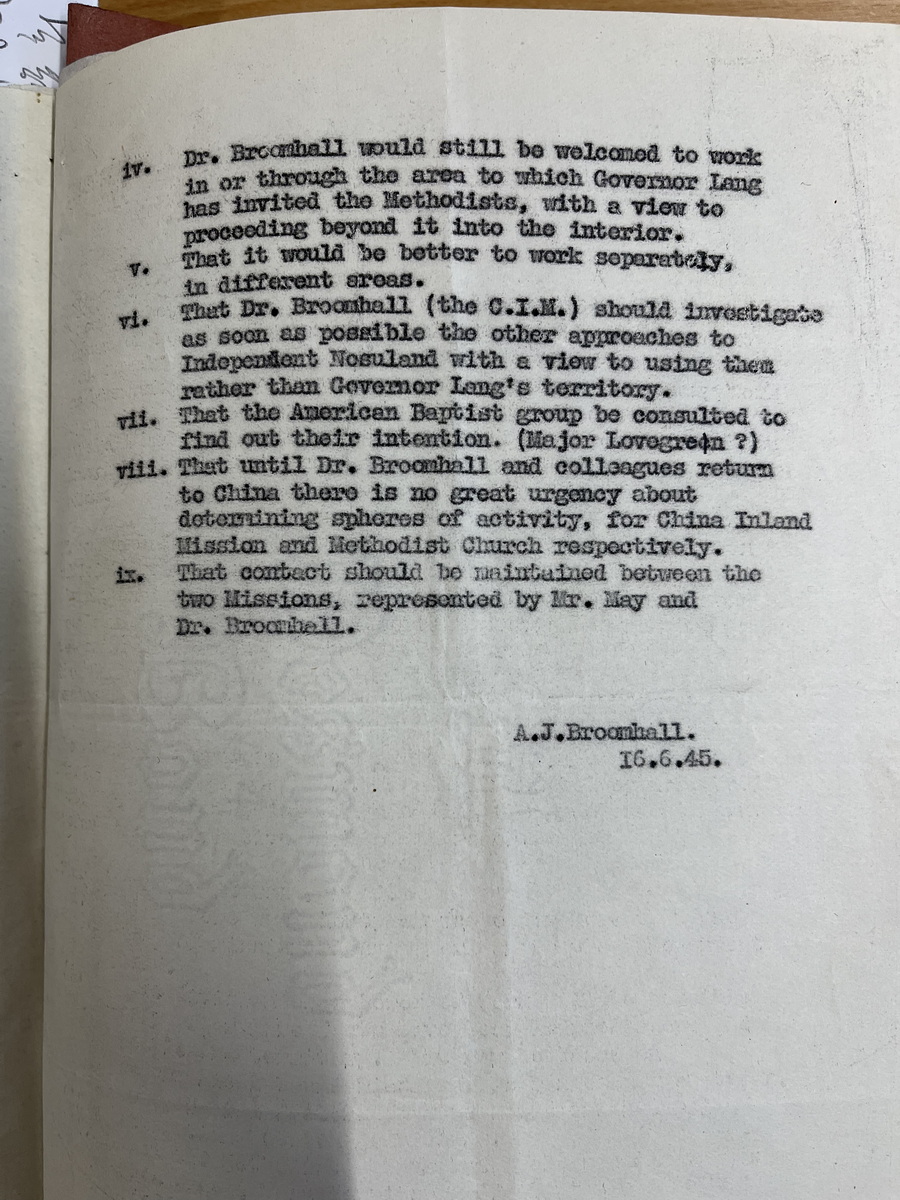 iv. Dr. Broomhall would still be welcomed to work
in or through the area to which Governor Lang
has invited the Methodists, with a view to
proceeding beyond it into the interior.
v. That it would be better to work separately,
in different areas.
vi. That Dr. Broomhall (the C.I.M.) should investigate
as soon as possible the other approaches to
Independent Nosuland with a view to using them
rather than Governor Lang's territory.
vii. That the American Baptist group be consulted to
find out their intention. (Major Lovegren ?)
viii. That until Dr. Broomhall and colleagues return
to China there is no great urgency about
determining spheres of activity, for China Inland
Mission and Methodist Church respectively.
ix. That contact should be maintained between the
two Missions, represented by Mr. May and
Dr. Broomhall.
A.J.Broomhall.
16.6.45.